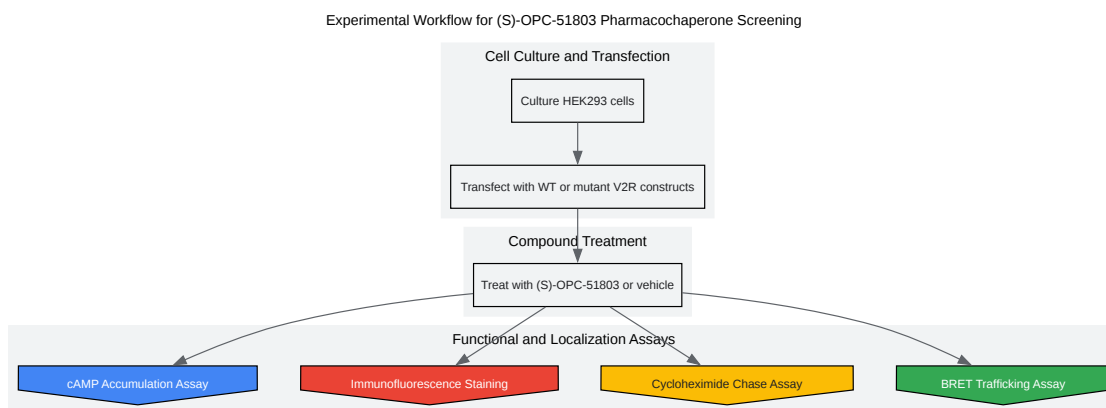 Experimental Workflow for (S)-OPC-51803 Pharmacochaperone Screening
Cell Culture and Transfection
Culture HEK293 cells
Transfect with WT or mutant V2R constructs
Compound Treatment
Treat with (S)-OPC-51803 or vehicle
Functional and Localization Assays
cAMP Accumulation Assay
Immunofluorescence Staining
Cycloheximide Chase Assay
BRET Trafficking Assay